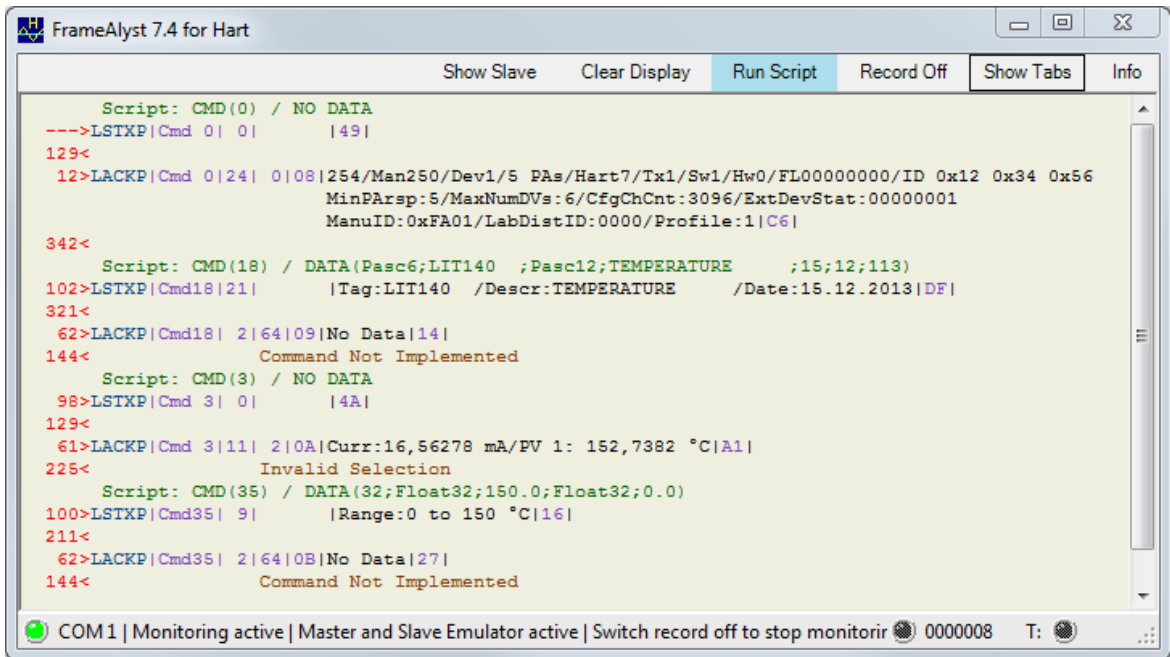 FrameAlyst 7.4 for Hart
Show Slave Clear Display Run Script Record Off Show Tabs Info
Script: CMD(0) / NO DATA
--->LSTXP|Cmd 0| 0| |49|
129<
12>LACKP|Cmd 0|24| 0|08|254/Man250/Dev1/5 PAs/Hart7/Tx1/Sw1/Hw0/FL00000000/ID 0x12 0x34 0x56
MinPArsp:5/MaxNumDVs:6/CfgChCnt:3096/ExtDevStat:00000001
ManuID:0xFA01/LabDistID:0000/Profile:1|C6|
342<
Script: CMD(18) / DATA(Pasc6;LIT140 ;Pasc12;TEMPERATURE ;15;12;113)
102>LSTXP|Cmd18|21| |Tag:LIT140 /Descr:TEMPERATURE /Date:15.12.2013|DF|
321<
62>LACKP|Cmd18| 2|64|09|No Data|14|
144< Command Not Implemented
Script: CMD(3) / NO DATA
98>LSTXP|Cmd 3| 0| |4A|
129<
61>LACKP|Cmd 3|11| 2|0A|Curr:16,56278 mA/PV 1: 152,7382 °C|A1|
225< Invalid Selection
Script: CMD(35) / DATA(32;Float32;150.0;Float32;0.0)
100>LSTXP|Cmd35| 9| |Range:0 to 150 °C|16|
211<
62>LACKP|Cmd35| 2|64|0B|No Data|27|
144< Command Not Implemented
COM 1 | Monitoring active | Master and Slave Emulator active | Switch record off to stop monitorir 0000008 T: